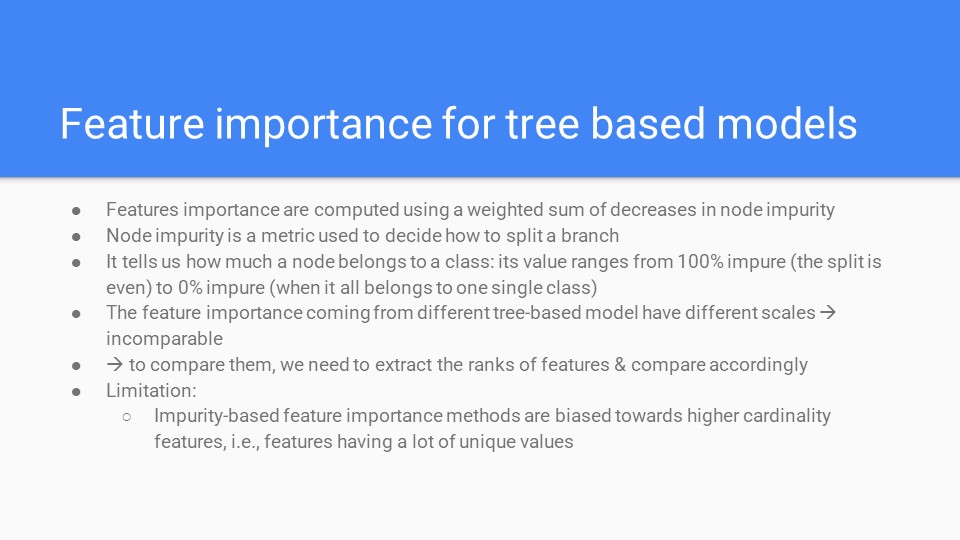 Feature importance for tree based models
● Features importance are computed using a weighted sum of decreases in node impurity
● Node impurity is a metric used to decide how to split a branch
● It tells us how much a node belongs to a class: its value ranges from 100% impure (the split is
even) to 0% impure (when it all belongs to one single class)
● The feature importance coming from different tree-based model have different scales →
incomparable
● → to compare them, we need to extract the ranks of features & compare accordingly
● Limitation:
○ Impurity-based feature importance methods are biased towards higher cardinality
features, i.e., features having a lot of unique values